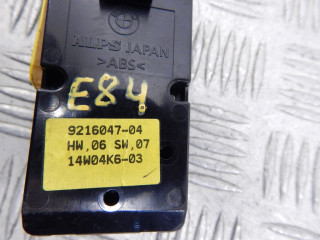 ALPS JAPAN
>ABS<
E84
9216047-04
HW,06 SW,07
14W04K6-03